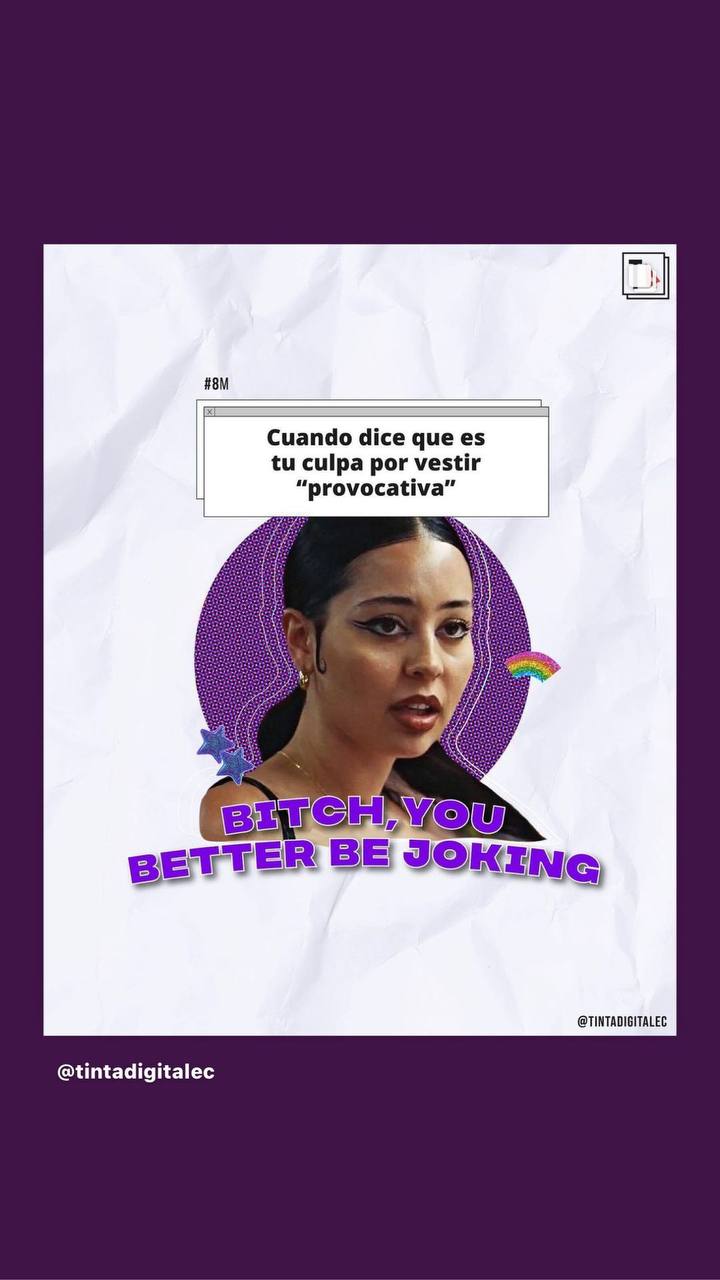 #8M
Cuando dice que es
tu culpa por vestir
“provocativa”
BITCH, YOU
BETTER BE JOKING
@TINTADIGITALEC
@tintadigitalec